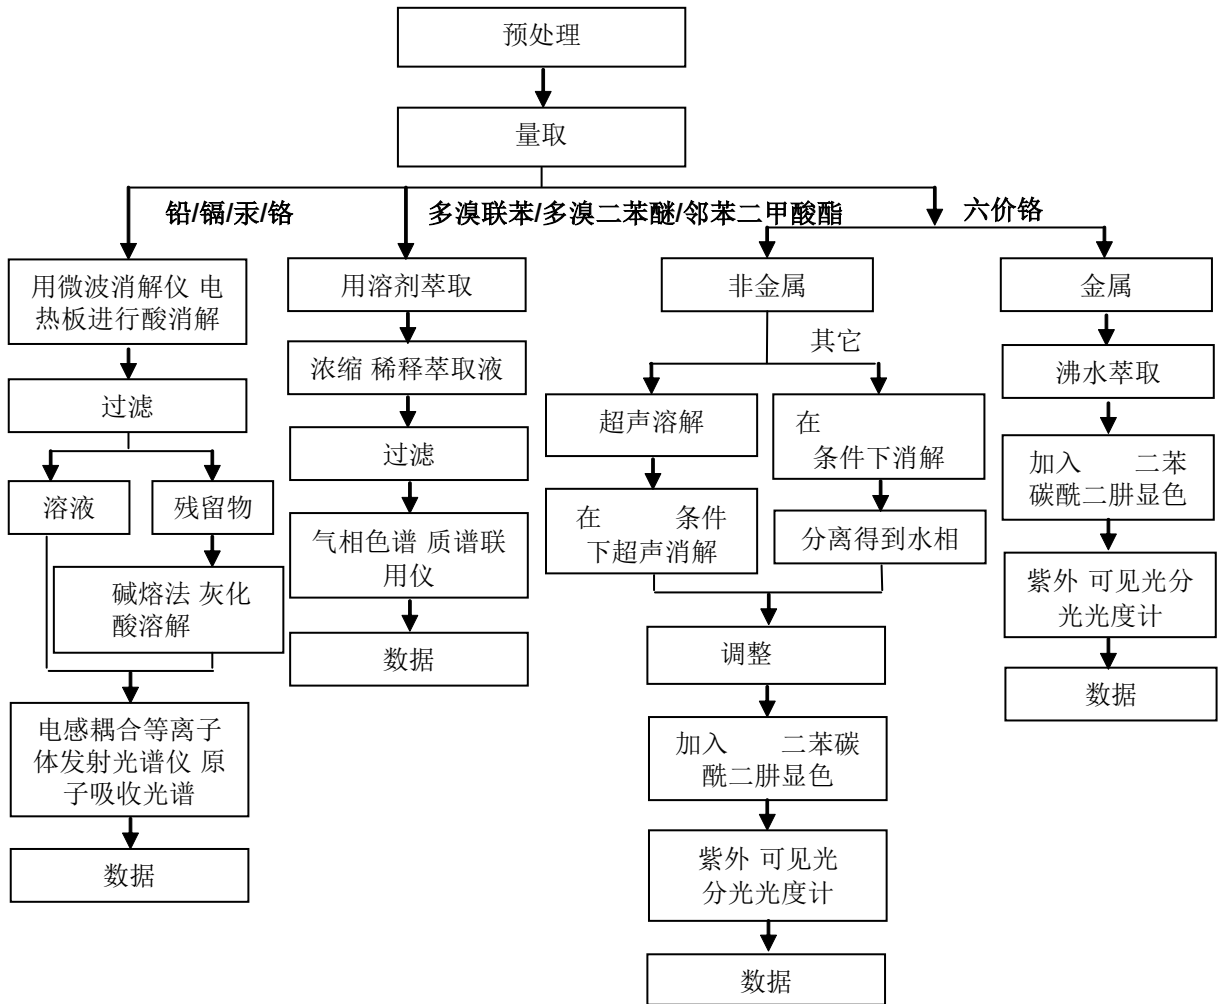 预处理
量取
铅/镉/汞/铬
多溴联苯/多溴二苯醚/邻苯二甲酸酯
六价铬
用微波消解仪 电
热板进行酸消解
过滤
溶液
残留物
碱熔法 灰化
酸溶解
电感耦合等离子
体发射光谱仪 原
子吸收光谱
数据
用溶剂萃取
浓缩 稀释萃取液
过滤
气相色谱 质谱联
用仪
数据
非金属
其它
超声溶解
在 条件
下超声消解
在
条件下消解
分离得到水相
调整
加入 二苯碳
酰二肼显色
紫外 可见光
分光光度计
数据
金属
沸水萃取
加入 二苯
碳酰二肼显色
紫外 可见光分
光光度计
数据